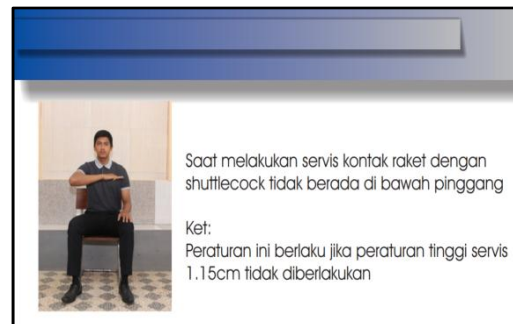 Saat melakukan servis kontak raket dengan
shuttlecock tidak berada di bawah pinggang
Ket:
Peraturan ini berlaku jika peraturan tinggi servis
1.15cm tidak diberlakukan